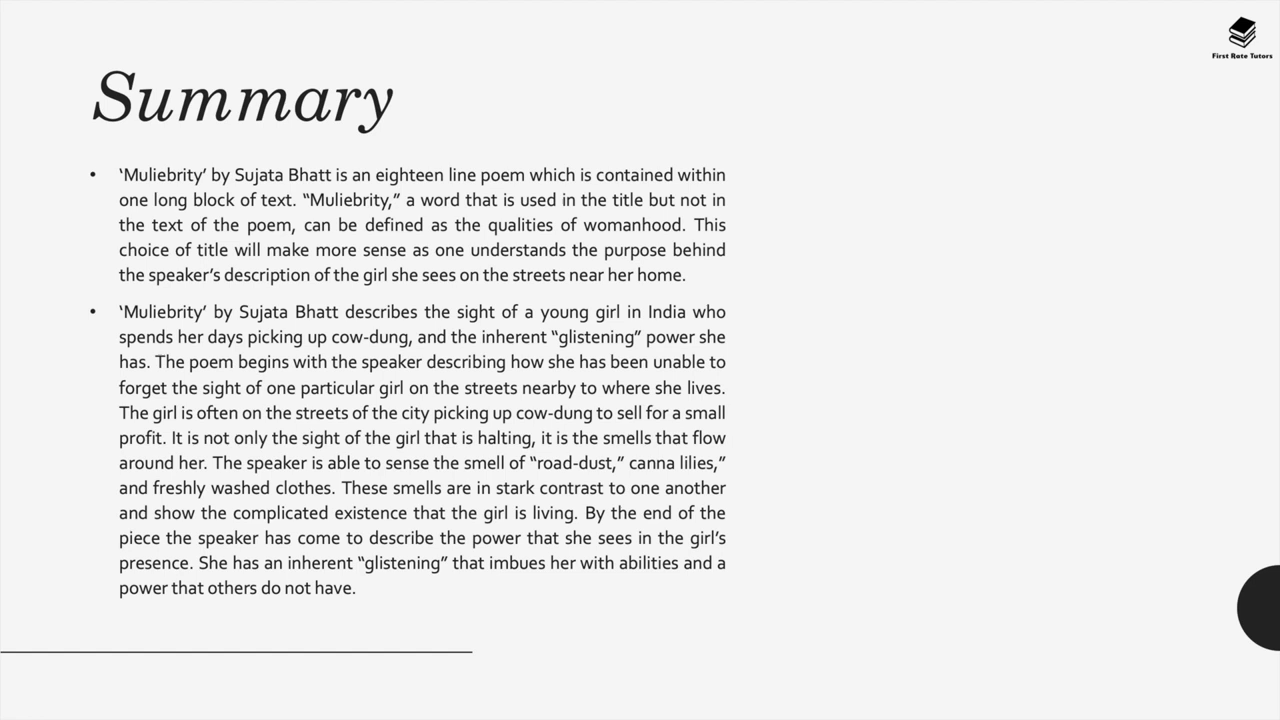 First Rate Tutors
Summary
• ‘Muliebrity’ by Sujata Bhatt is an eighteen line poem which is contained within
one long block of text. “Muliebrity,” a word that is used in the title but not in
the text of the poem, can be defined as the qualities of womanhood. This
choice of title will make more sense as one understands the purpose behind
the speaker’s description of the girl she sees on the streets near her home.
• ‘Muliebrity’ by Sujata Bhatt describes the sight of a young girl in India who
spends her days picking up cow-dung, and the inherent “glistening” power she
has. The poem begins with the speaker describing how she has been unable to
forget the sight of one particular girl on the streets nearby to where she lives.
The girl is often on the streets of the city picking up cow-dung to sell for a small
profit. It is not only the sight of the girl that is halting, it is the smells that flow
around her. The speaker is able to sense the smell of “road-dust,” canna lilies,”
and freshly washed clothes. These smells are in stark contrast to one another
and show the complicated existence that the girl is living. By the end of the
piece the speaker has come to describe the power that she sees in the girl’s
presence. She has an inherent “glistening” that imbues her with abilities and a
power that others do not have.